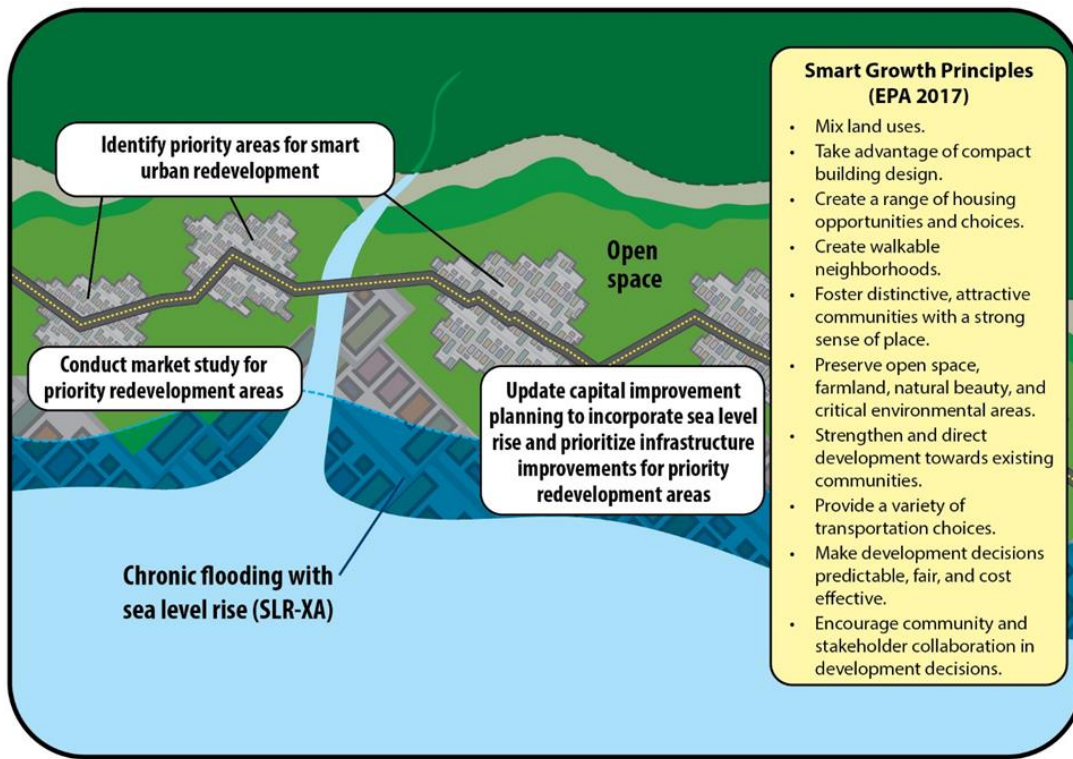 Identify priority areas for smart
urban redevelopment
Open
space
Conduct market study for
priority redevelopment areas
Update capital improvement
planning to incorporate sea level
rise and prioritize infrastructure
improvements for priority
redevelopment areas
Chronic flooding with
sea level rise (SLR-XA)
Smart Growth Principles
(EPA 2017)
• Mix land uses.
• Take advantage of compact
building design.
• Create a range of housing
opportunities and choices.
• Create walkable
neighborhoods.
• Foster distinctive, attractive
communities with a strong
sense of place.
• Preserve open space,
farmland, natural beauty, and
critical environmental areas.
• Strengthen and direct
development towards existing
communities.
• Provide a variety of
transportation choices.
• Make development decisions
predictable, fair, and cost
effective.
• Encourage community and
stakeholder collaboration in
development decisions.